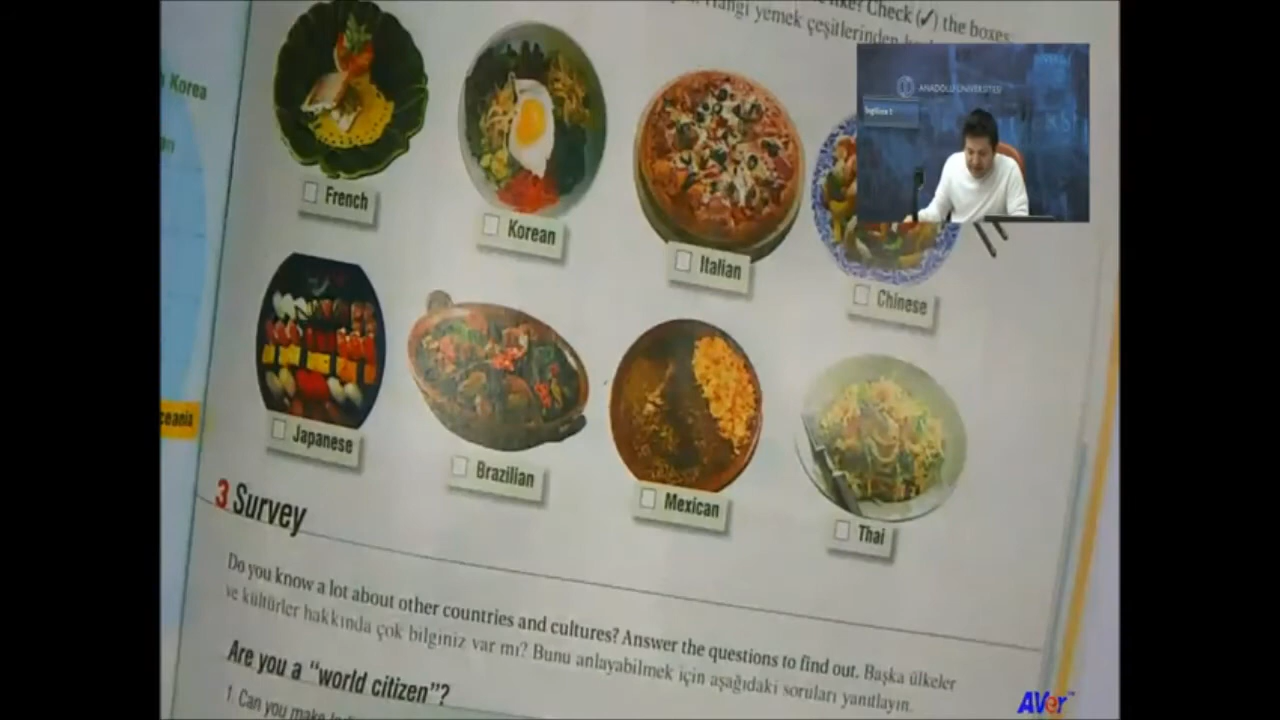 like? Check (✓) the boxes.
Hangi yemek çeşitlerinden
Korea
ANADOLU ÜNİVERSİTESİ
İngilizce I
French
Korean
Italian
Chinese
Japanese
Brazilian
Mexican
Thai
3 Survey
Do you know a lot about other countries and cultures? Answer the questions to find out. Başka ülkeler
ve kültürler hakkında çok bilginiz var mı? Bunu anlayabilmek için aşağıdaki soruları yanıtlayın.
Are you a "world citizen"?
1. Can you make
AVer